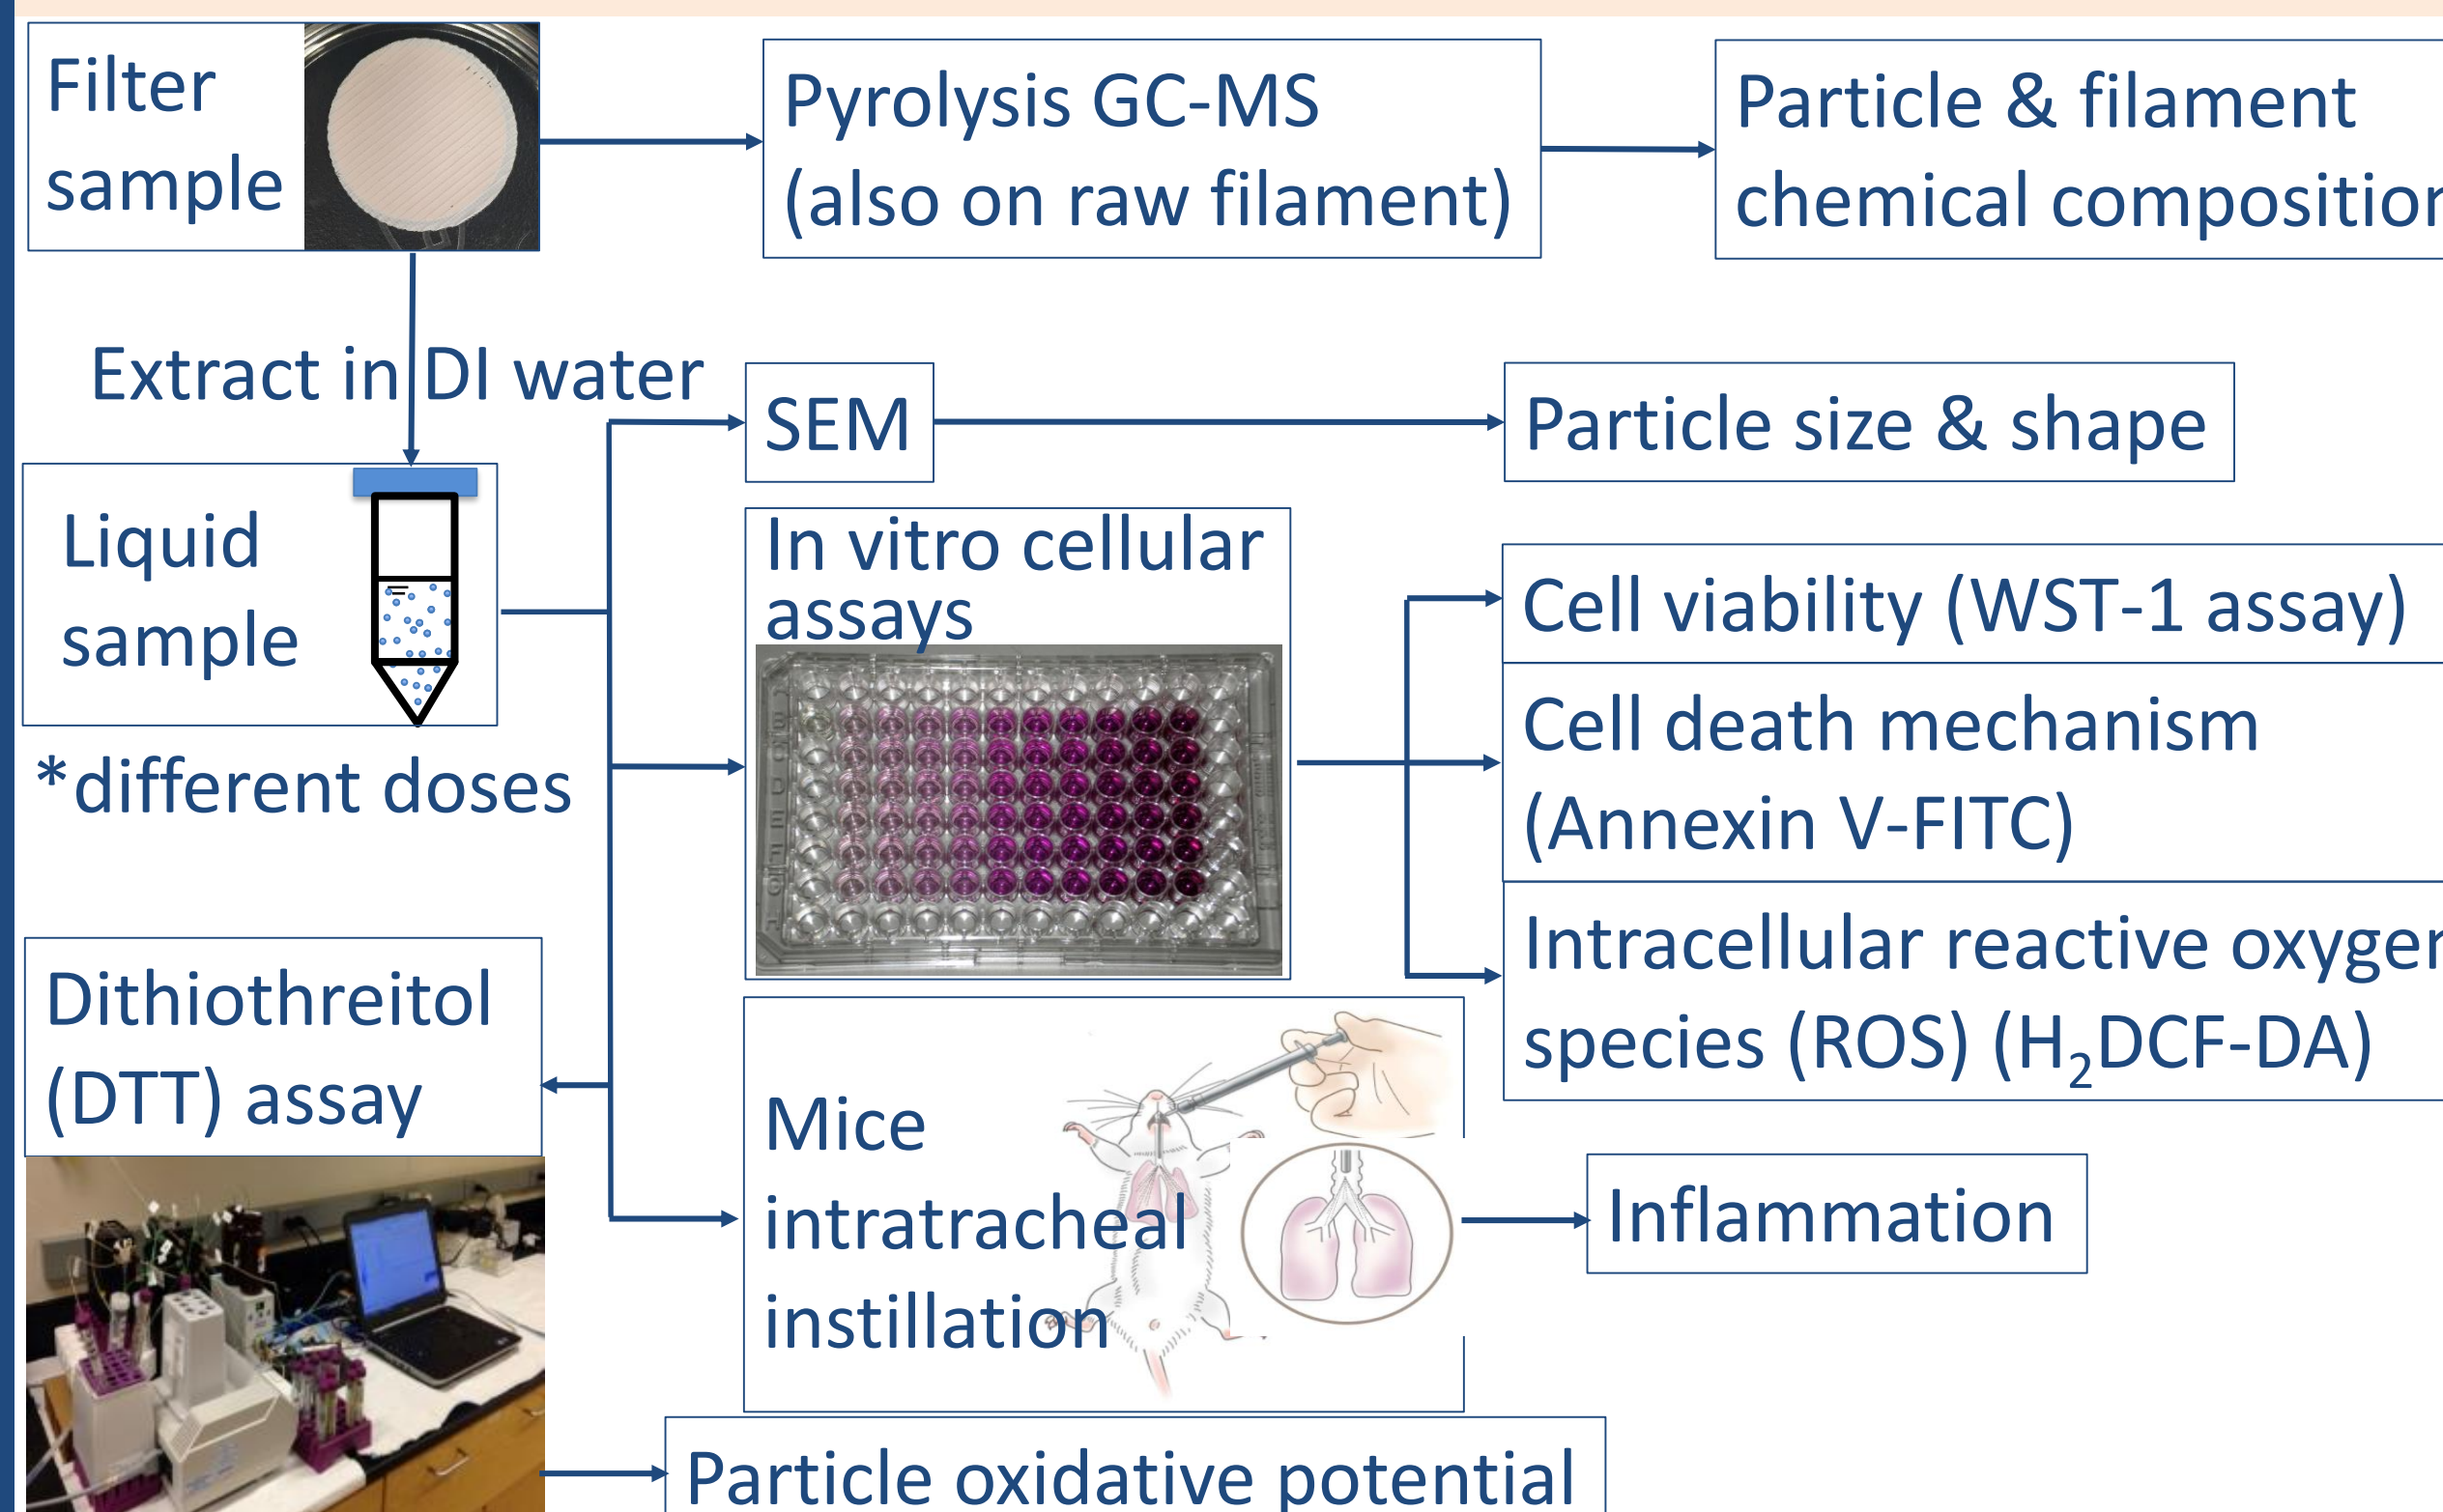 Filter
sample
Pyrolysis GC-MS
(also on raw filament)
Particle & filament
chemical composition
Extract in DI water
SEM
Particle size & shape
Liquid
sample
*different doses
In vitro cellular
assays
Cell viability (WST-1 assay)
Cell death mechanism
(Annexin V-FITC)
Intracellular reactive oxygen
species (ROS) (H₂DCF-DA)
Dithiothreitol
(DTT) assay
Mice
intratracheal
instillation
Inflammation
Particle oxidative potential